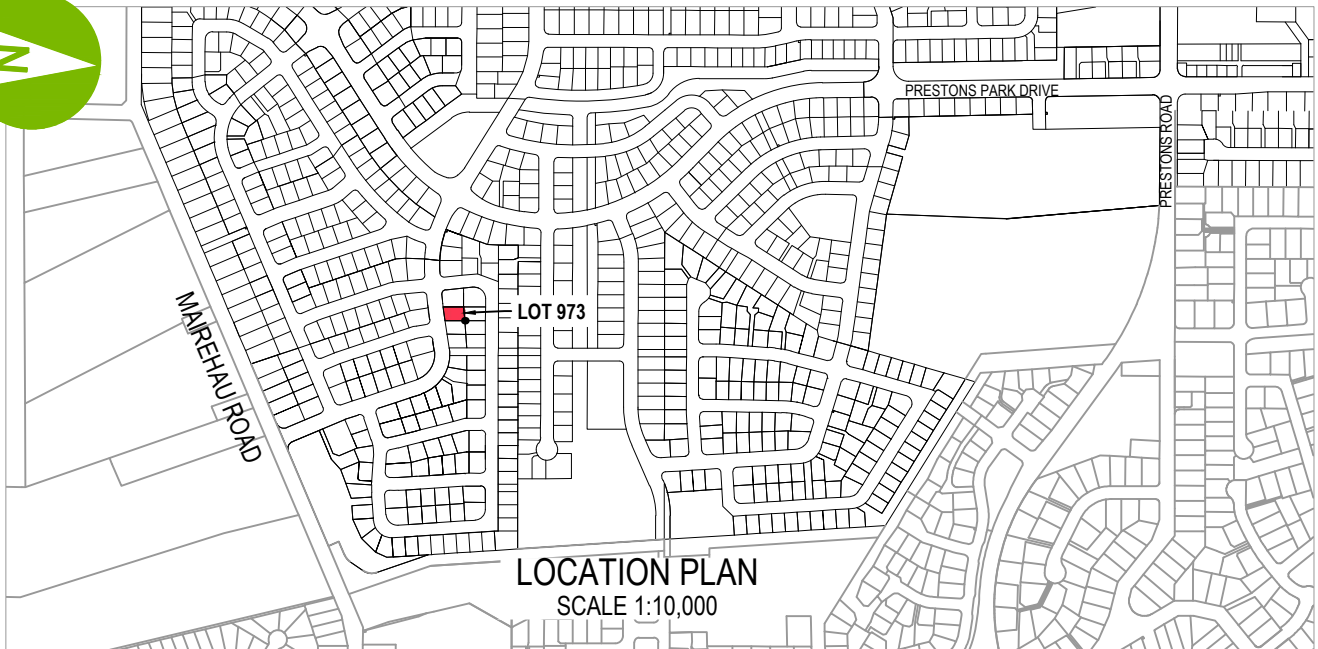 N
PRESTONS PARK DRIVE
PRESTONS ROAD
LOT 973
MAIREHAU ROAD
LOCATION PLAN
SCALE 1:10,000